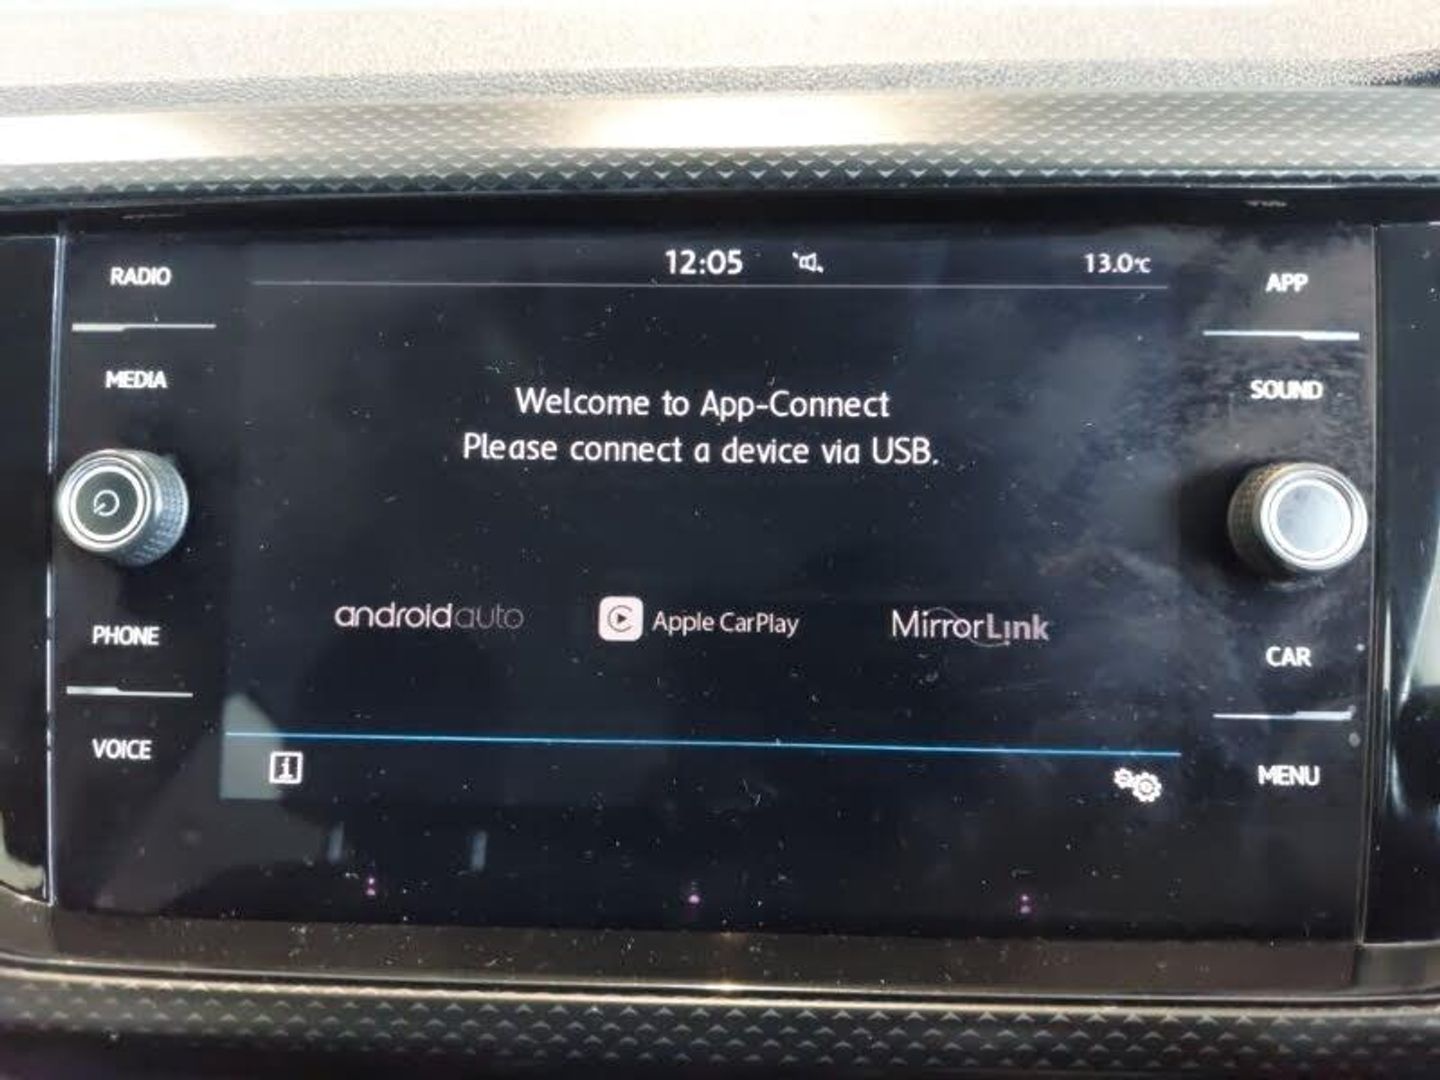 12:05
13.0°C
RADIO
APP
MEDIA
SOUND
Welcome to App-Connect
Please connect a device via USB.
androidauto
Apple CarPlay
MirrorLink
PHONE
CAR
VOICE
MENU
i